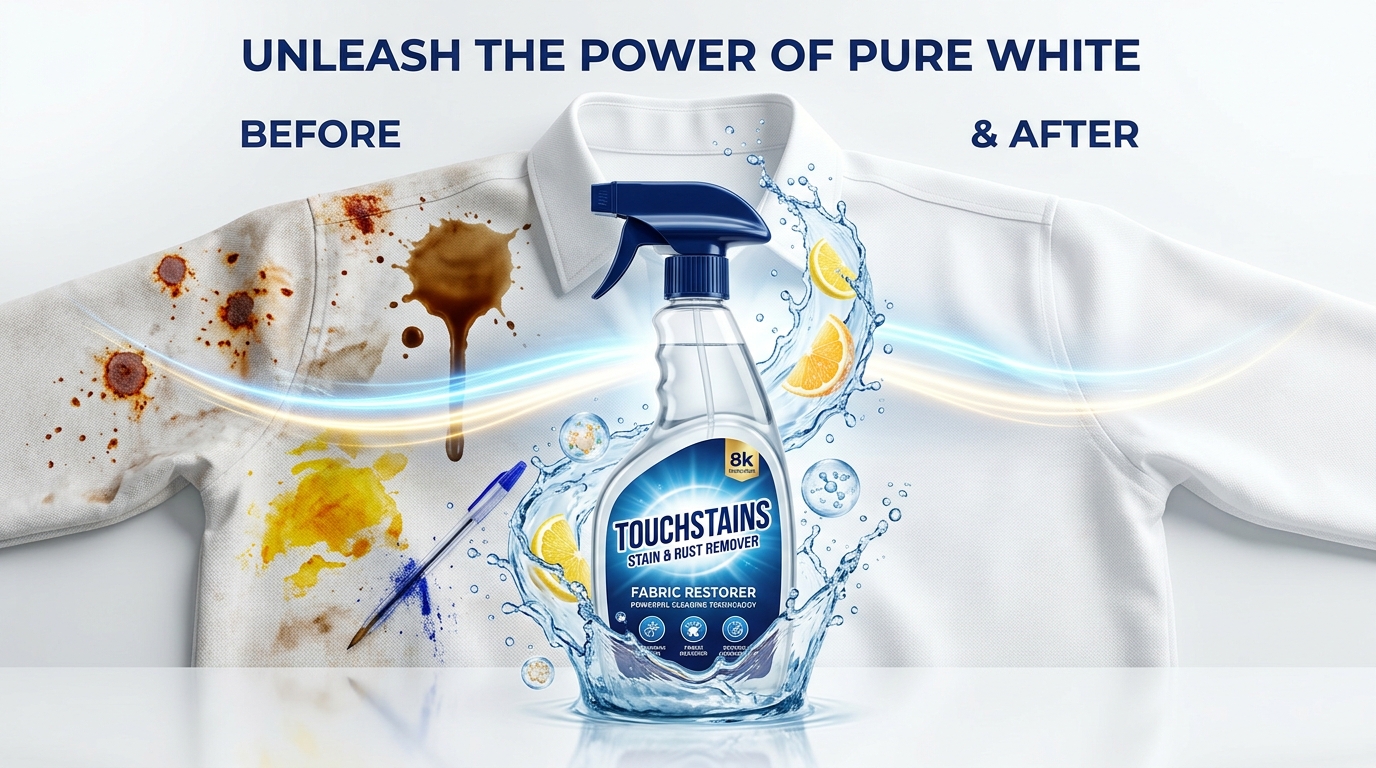 UNLEASH THE POWER OF PURE WHITE
BEFORE
& AFTER
8k
TOUCHSTAINS
STAIN & RUST REMOVER
FABRIC RESTORER